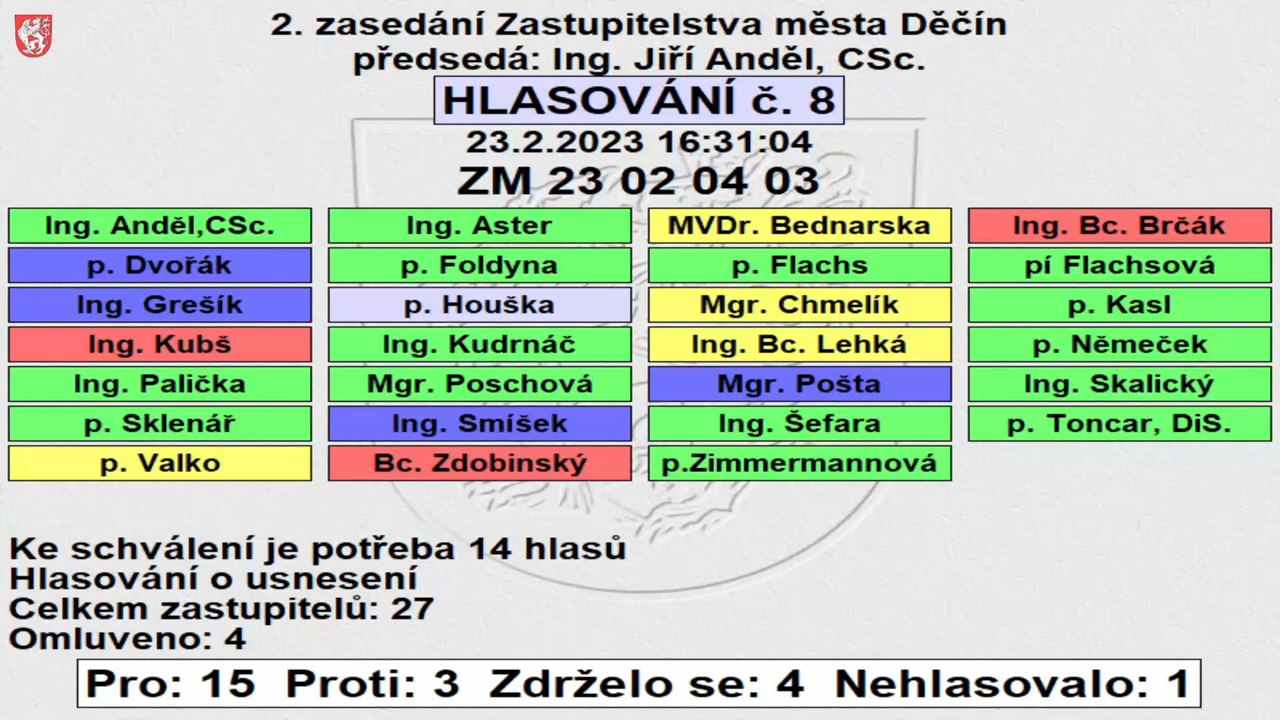 2. zasedání Zastupitelstva města Děčín
předsedá: Ing. Jiří Anděl, CSc.
HLASOVÁNÍ č. 8
23.2.2023 16:31:04
ZM 23 02 04 03
Ing. Anděl,CSc. Ing. Aster MVDr. Bednarska Ing. Bc. Brčák
p. Dvořák p. Foldyna p. Flachs pí Flachsová
Ing. Grešík p. Houška Mgr. Chmelík p. Kasl
Ing. Kubš Ing. Kudrnáč Ing. Bc. Lehká p. Němeček
Ing. Palička Mgr. Poschová Mgr. Pošta Ing. Skalický
p. Sklenář Ing. Smíšek Ing. Šefara p. Toncar, DiS.
p. Valko Bc. Zdobinský p.Zimmermannová
Ke schválení je potřeba 14 hlasů
Hlasování o usnesení
Celkem zastupitelů: 27
Omluveno: 4
Pro: 15 Proti: 3 Zdrželo se: 4 Nehlasovalo: 1